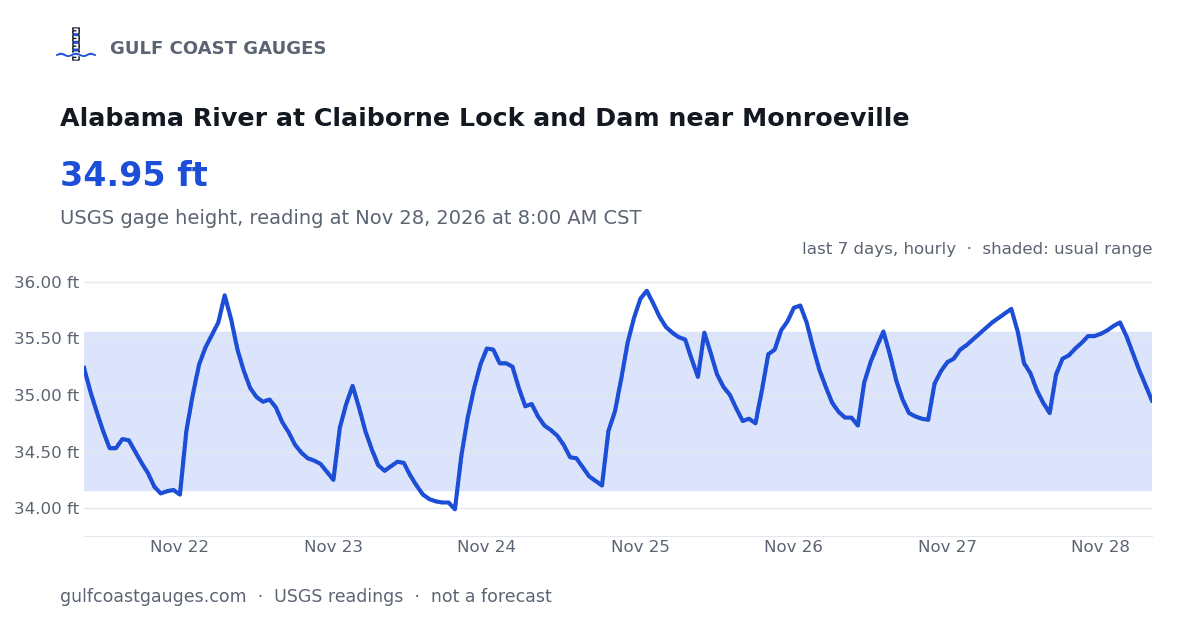 GULF COAST GAUGES
Alabama River at Claiborne Lock and Dam near Monroeville
34.95 ft
USGS gage height, reading at Nov 28, 2026 at 8:00 AM CST
last 7 days, hourly · shaded: usual range
36.00 ft
35.50 ft
35.00 ft
34.50 ft
34.00 ft
Nov 22 Nov 23 Nov 24 Nov 25 Nov 26 Nov 27 Nov 28
gulfcoastgauges.com · USGS readings · not a forecast